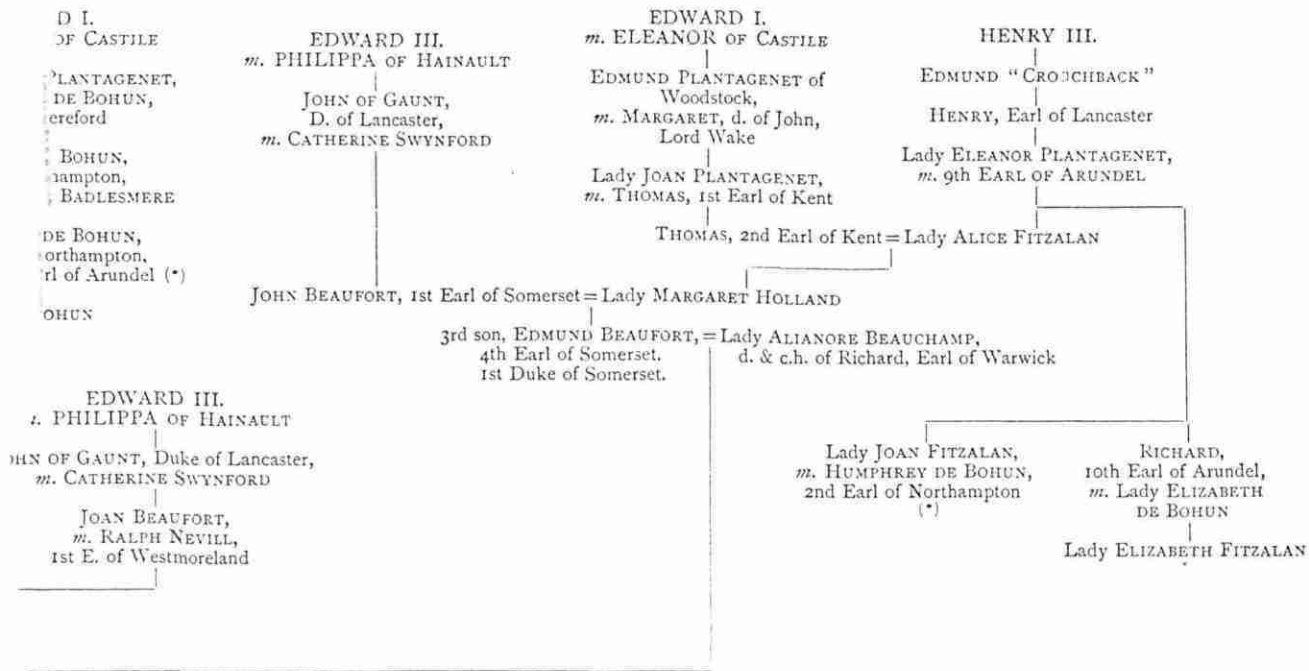 D I.
OF CASTILE
PLANTAGENET,
DE BOHUN,
ereford
BOHUN,
hampton,
BADLESMERE
DE BOHUN,
orthampton,
rl of Arundel (*)
OHUN
EDWARD III.
m. PHILIPPA OF HAINAULT
JOHN OF GAUNT,
D. of Lancaster,
m. CATHERINE SWYNFORD
EDWARD I.
m. ELEANOR OF CASTILE
EDMUND PLANTAGENET of
Woodstock,
m. MARGARET, d. of John,
Lord Wake
Lady JOAN PLANTAGENET,
m. THOMAS, 1st Earl of Kent
HENRY III.
EDMUND "CROUCHBACK"
HENRY, Earl of Lancaster
Lady ELEANOR PLANTAGENET,
m. 9th EARL OF ARUNDEL
THOMAS, 2nd Earl of Kent = Lady ALICE FITZALAN
JOHN BEAUFORT, 1st Earl of Somerset = Lady MARGARET HOLLAND
3rd son, EDMUND BEAUFORT, = Lady ALIANORE BEAUCHAMP,
4th Earl of Somerset. d. & c.h. of Richard, Earl of Warwick
1st Duke of Somerset.
EDWARD III.
. PHILIPPA OF HAINAULT
OHN OF GAUNT, Duke of Lancaster,
m. CATHERINE SWYNFORD
JOAN BEAUFORT,
m. RALPH NEVILL,
1st E. of Westmoreland
Lady JOAN FITZALAN,
m. HUMPHREY DE BOHUN,
2nd Earl of Northampton
(*)
RICHARD,
10th Earl of Arundel,
m. Lady ELIZABETH
DE BOHUN
Lady ELIZABETH FITZALAN